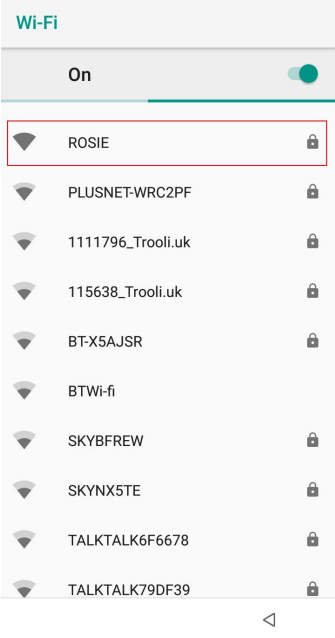 Wi-Fi
On
ROSIE
PLUSNET-WRC2PF
1111796_Trooli.uk
115638_Trooli.uk
BT-X5AJSR
BTWi-fi
SKYBFREW
SKYNX5TE
TALKTALK6F6678
TALKTALK79DF39